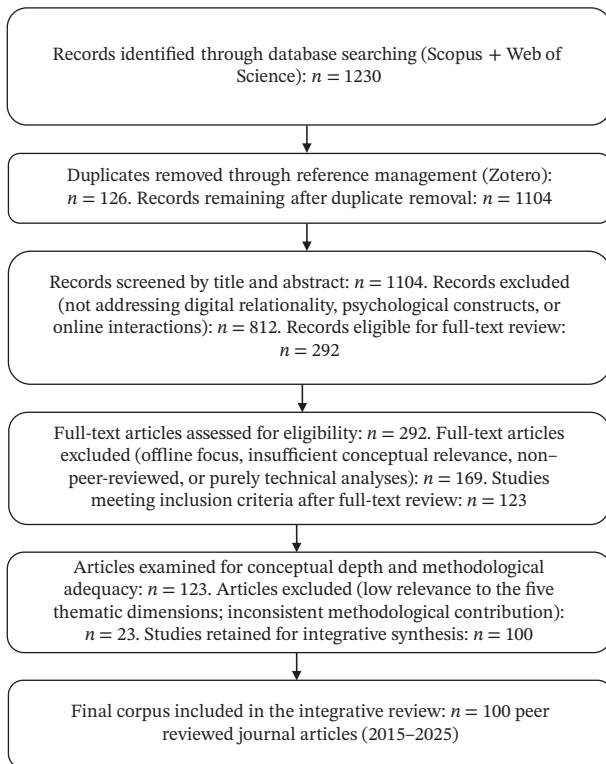 Records identified through database searching (Scopus + Web of
Science): n = 1230
Duplicates removed through reference management (Zotero):
n = 126. Records remaining after duplicate removal: n = 1104
Records screened by title and abstract: n = 1104. Records excluded
(not addressing digital relationality, psychological constructs, or
online interactions): n = 812. Records eligible for full-text review:
n = 292
Full-text articles assessed for eligibility: n = 292. Full-text articles
excluded (offline focus, insufficient conceptual relevance, non–
peer-reviewed, or purely technical analyses): n = 169. Studies
meeting inclusion criteria after full-text review: n = 123
Articles examined for conceptual depth and methodological
adequacy: n = 123. Articles excluded (low relevance to the five
thematic dimensions; inconsistent methodological contribution):
n = 23. Studies retained for integrative synthesis: n = 100
Final corpus included in the integrative review: n = 100 peer
reviewed journal articles (2015–2025)